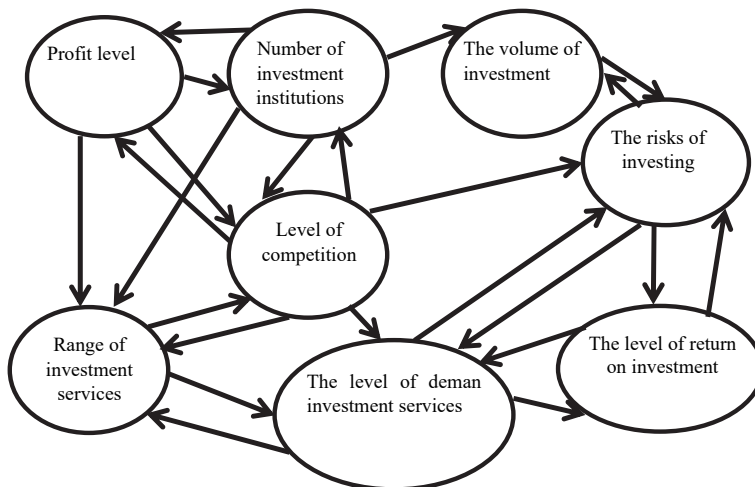 Profit level
Number of
investment
institutions
The volume of
investment
The risks of
investing
Level of
competition
Range of
investment
services
The level of deman
investment services
The level of return
on investment